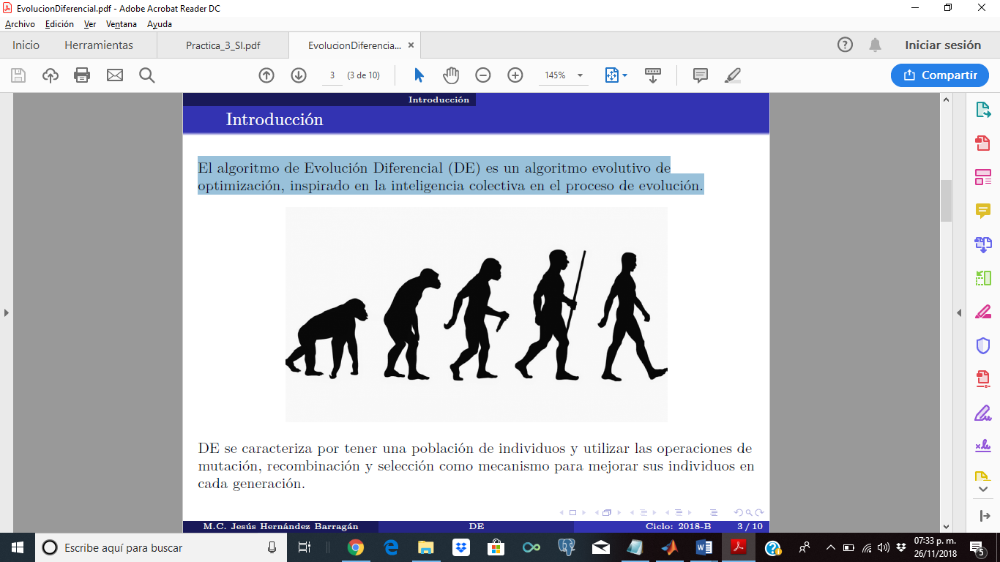 EvolucionDiferencial.pdf - Adobe Acrobat Reader DC
Archivo Edición Ver Ventana Ayuda
Inicio Herramientas Practica_3_SI.pdf EvolucionDiferencia... Iniciar sesión
3 (3 de 10) 145% Compartir
Introducción
Introducción
El algoritmo de Evolución Diferencial (DE) es un algoritmo evolutivo de
optimización, inspirado en la inteligencia colectiva en el proceso de evolución.
DE se caracteriza por tener una población de individuos y utilizar las operaciones de
mutación, recombinación y selección como mecanismo para mejorar sus individuos en
cada generación.
M.C. Jesús Hernández Barragán DE Ciclo: 2018-B 3 / 10
Escribe aquí para buscar
07:33 p. m.
26/11/2018
5